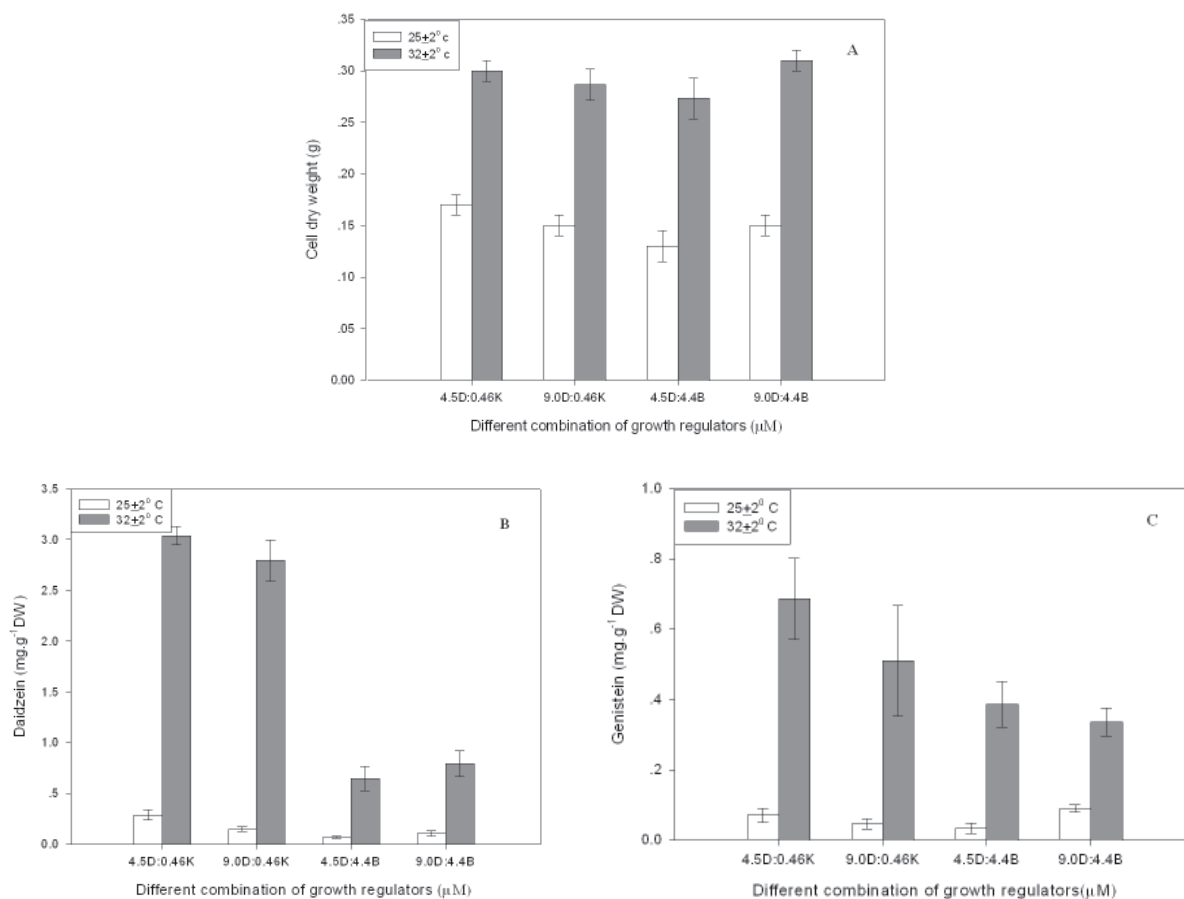 .35
25±2⁰ c
32±2⁰ c
A
.30
.25
.20
.15
.10
.05
0.00
Cell dry weight (g)
4.5D:0.46K 9.0D:0.46K 4.5D:4.4B 9.0D:4.4B
Different combination of growth regulators (µM)
3.5
25±2⁰ C
32±2⁰ C
B
3.0
2.5
2.0
1.5
1.0
.5
0.0
Daidzein (mg.g⁻¹ DW)
4.5D:0.46K 9.0D:0.46K 4.5D:4.4B 9.0D:4.4B
Different combination of growth regulators (µM)
1.0
25±2⁰ C
32±2⁰ C
C
.8
.6
.4
.2
0.0
Genistein (mg.g⁻¹ DW)
4.5D:0.46K 9.0D:0.46K 4.5D:4.4B 9.0D:4.4B
Different combination of growth regulators(µM)